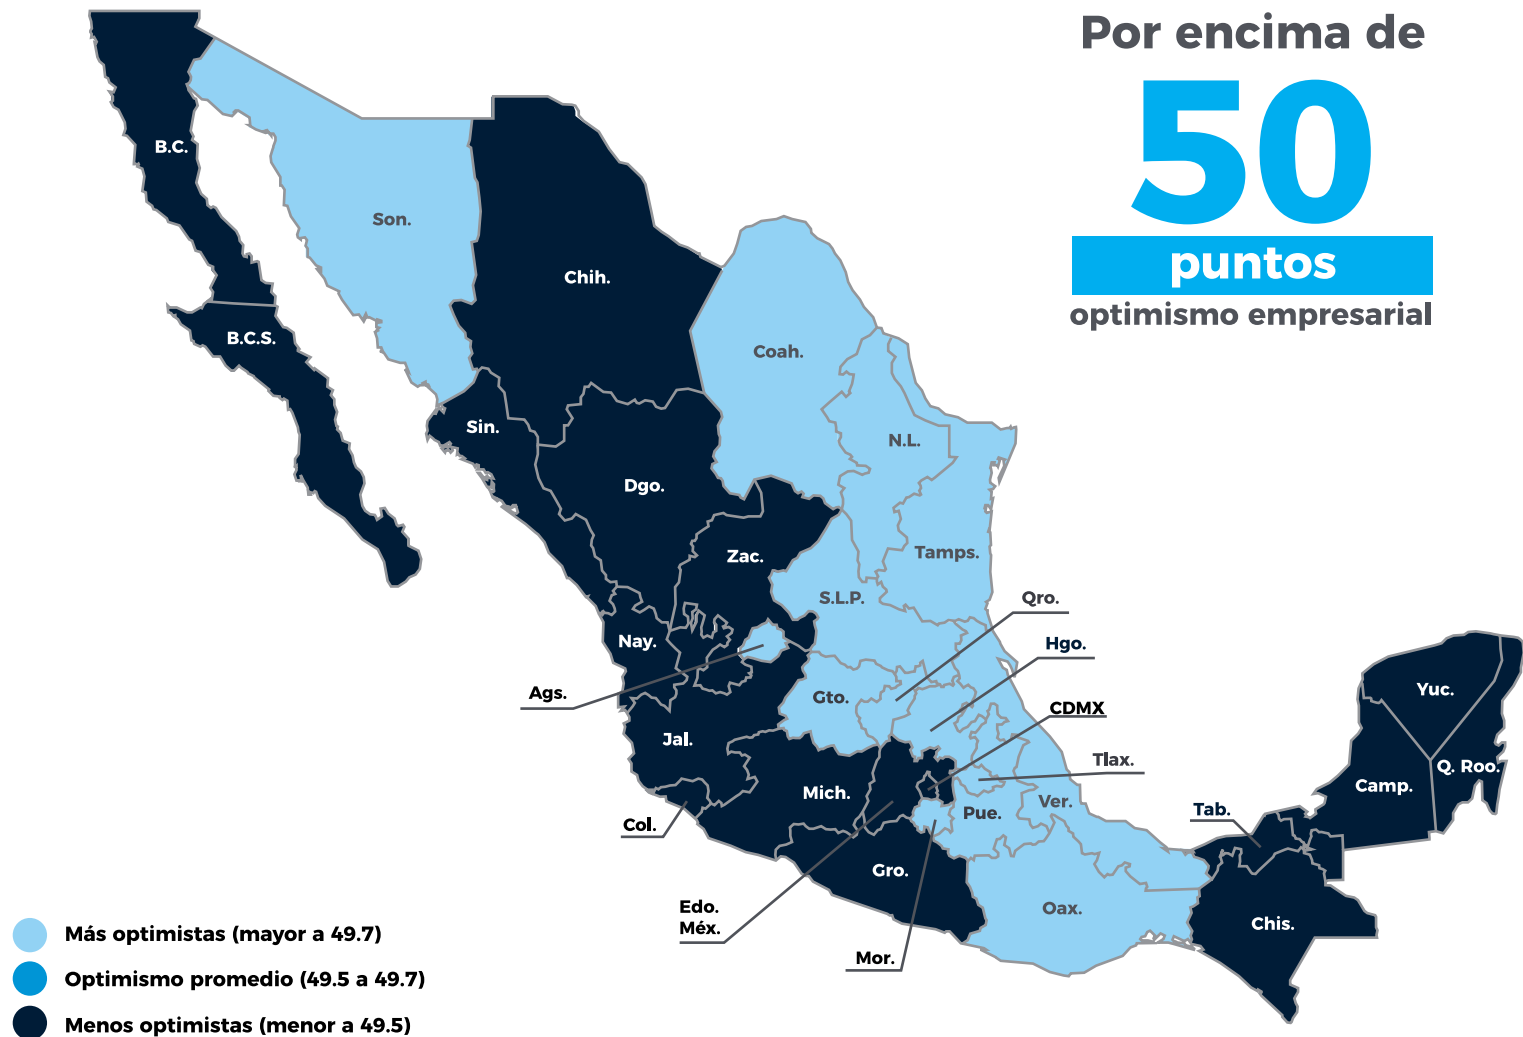 Por encima de
50
puntos
optimismo empresarial
B.C.
Son.
Chih.
B.C.S.
Coah.
Sin.
N.L.
Dgo.
Tamps.
Zac.
S.L.P.
Qro.
Nay.
Hgo.
Ags.
Gto.
CDMX
Yuc.
Jal.
Tlax.
Q. Roo.
Camp.
Mich.
Ver.
Pue.
Tab.
Col.
Gro.
Edo.
Méx.
Oax.
Chis.
Mor.
Más optimistas (mayor a 49.7)
Optimismo promedio (49.5 a 49.7)
Menos optimistas (menor a 49.5)